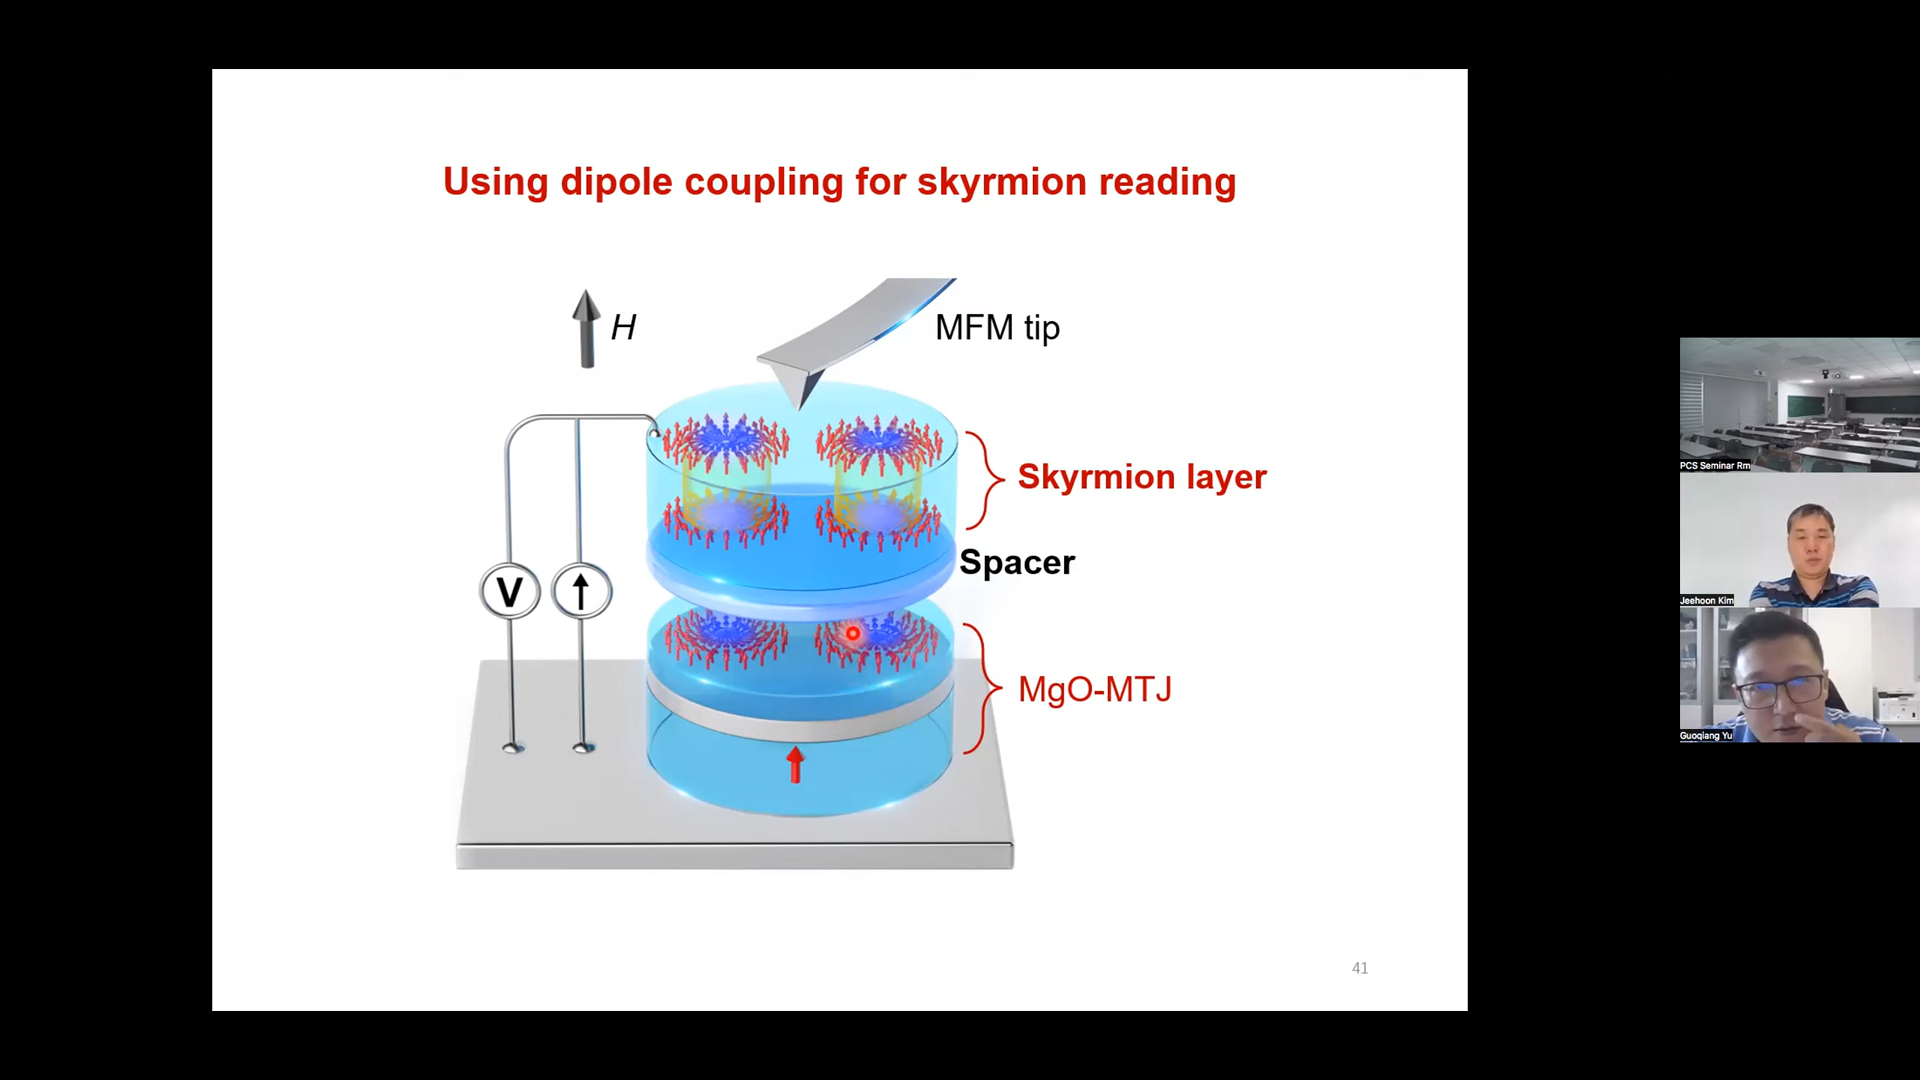 Using dipole coupling for skyrmion reading
H
MFM tip
Skyrmion layer
Spacer
V
MgO-MTJ
41
PCS Seminar Rm
Jeehoon Kim
Guoqiang Yu